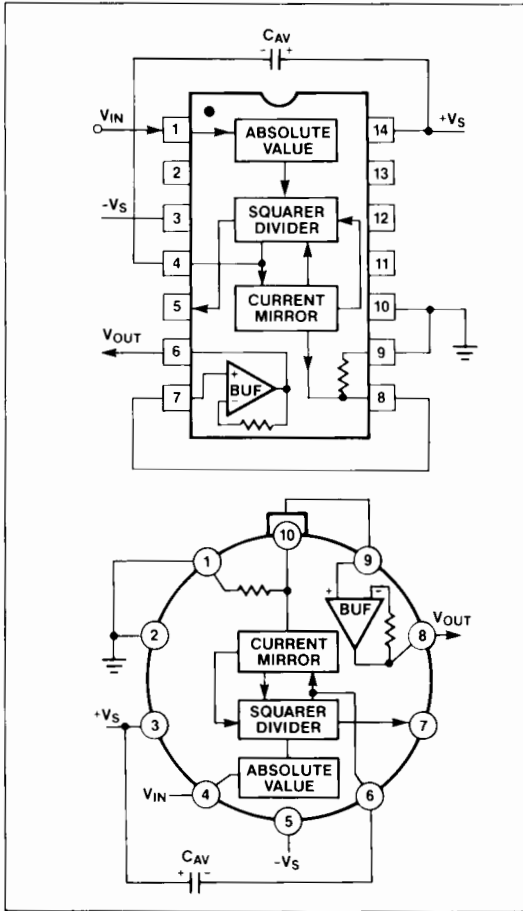 CAV
- +
VIN
1
ABSOLUTE
VALUE
14
+VS
2
13
-VS
3
SQUARER
DIVIDER
12
4
11
5
CURRENT
MIRROR
10
VOUT
6
9
7
+
BUF
-
8
10
1
9
+ -
BUF
VOUT
2
CURRENT
MIRROR
8
+VS
3
SQUARER
DIVIDER
7
ABSOLUTE
VALUE
VIN
4
6
5
-VS
CAV
+ -